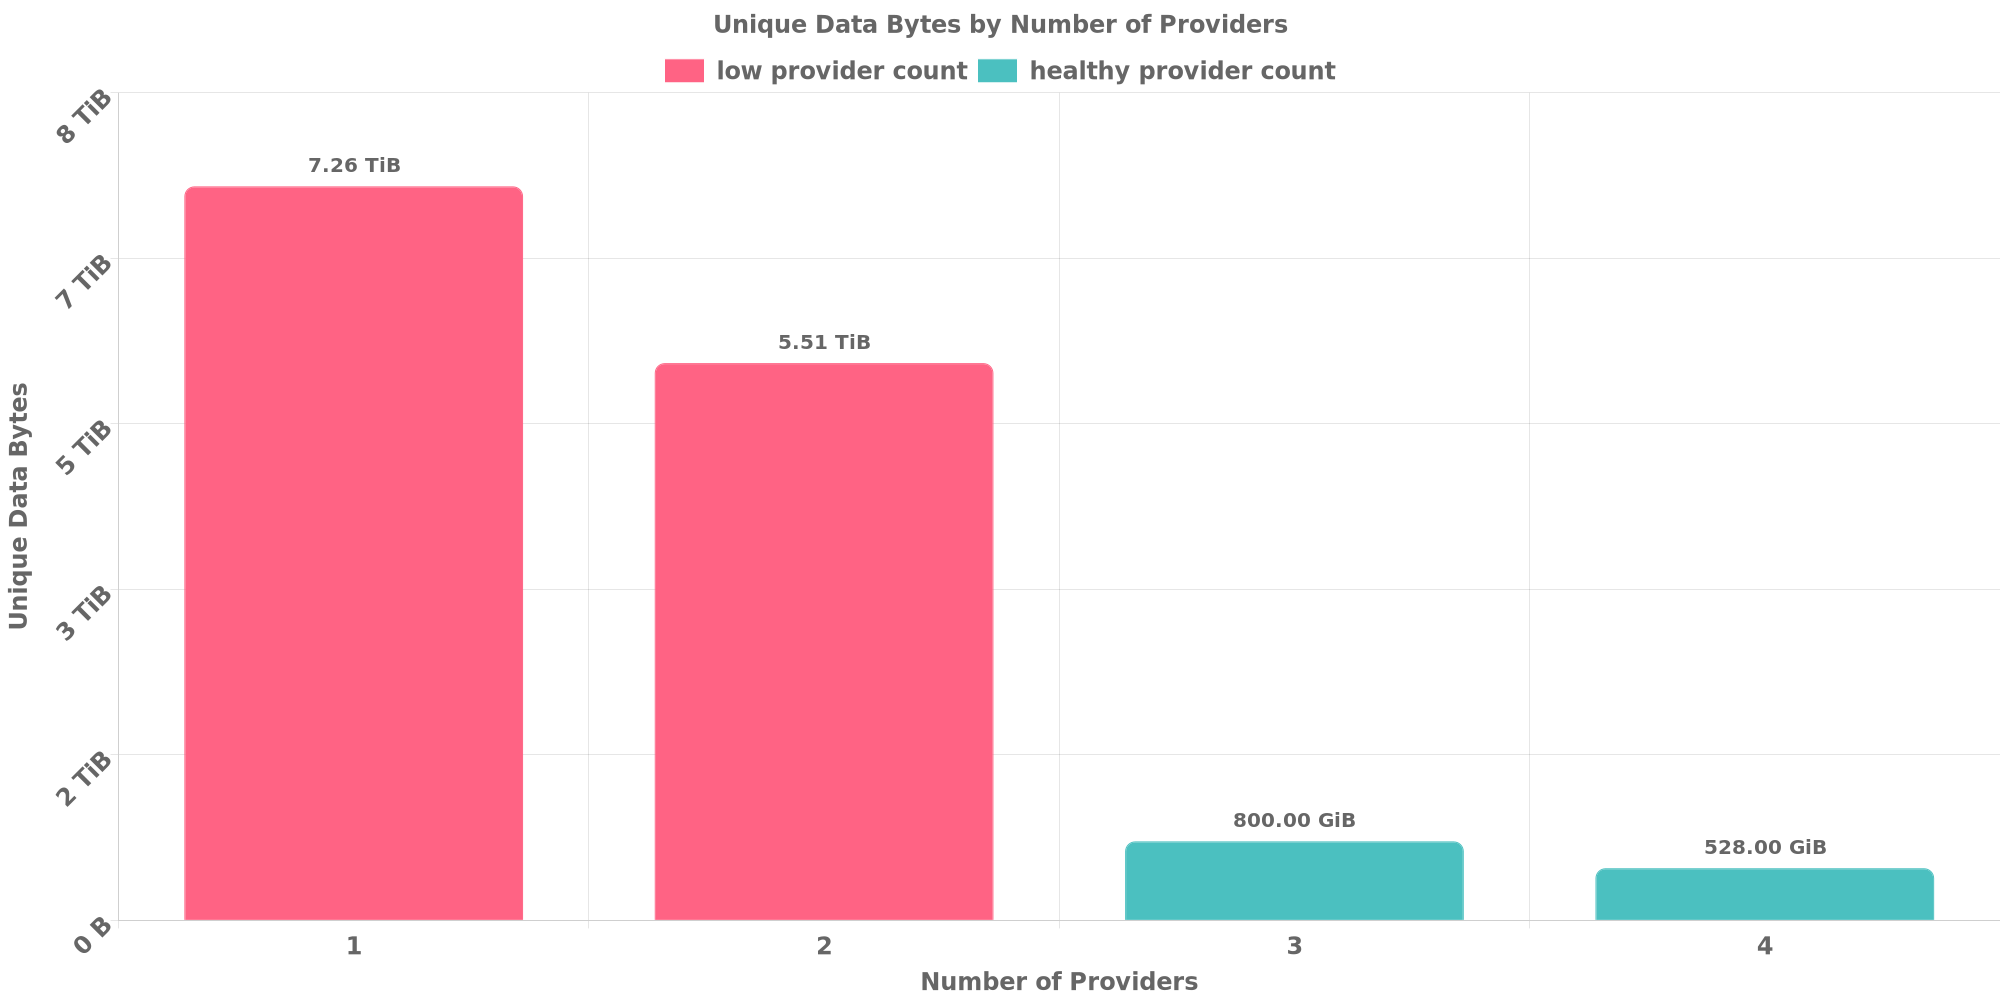 Unique Data Bytes by Number of Providers
low provider count healthy provider count
8 TiB
7 TiB
5 TiB
3 TiB
2 TiB
0 B
Unique Data Bytes
7.26 TiB
5.51 TiB
800.00 GiB
528.00 GiB
1 2 3 4
Number of Providers